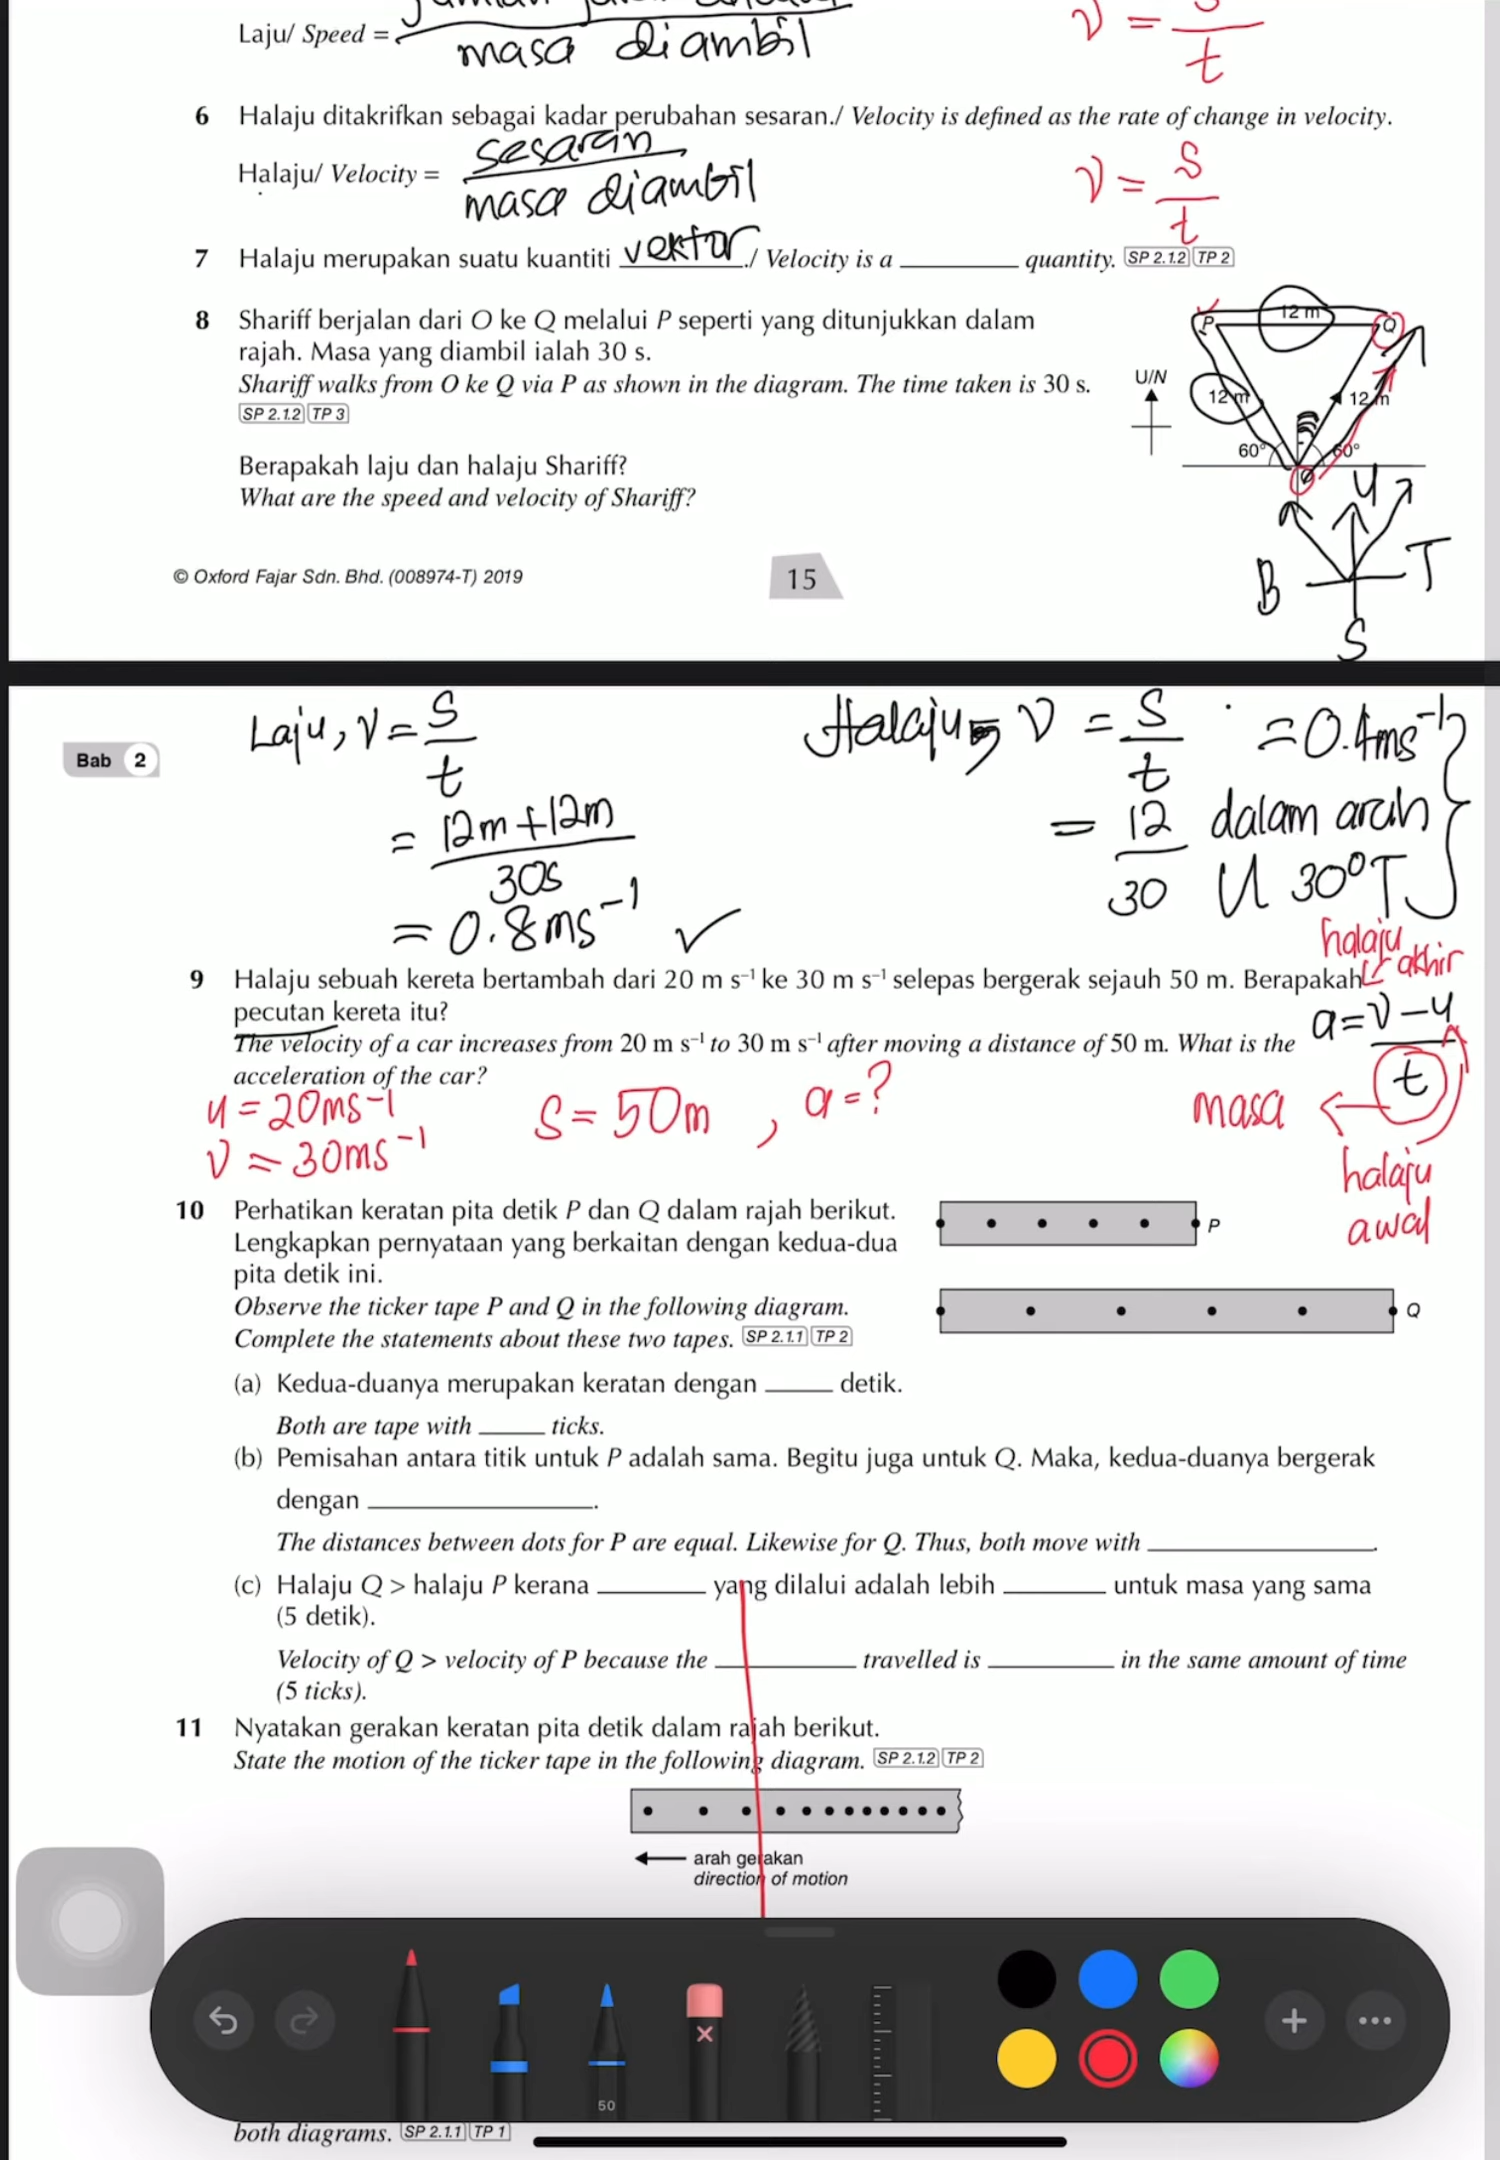 Laju/ Speed =
masa diambil
v = s
t
6 Halaju ditakrifkan sebagai kadar perubahan sesaran./ Velocity is defined as the rate of change in velocity.
Halaju/ Velocity = sesaran
masa diambil
v = s
t
7 Halaju merupakan suatu kuantiti vektor./ Velocity is a ________ quantity. SP 2.1.2 TP 2
8 Shariff berjalan dari O ke Q melalui P seperti yang ditunjukkan dalam
rajah. Masa yang diambil ialah 30 s.
Shariff walks from O ke Q via P as shown in the diagram. The time taken is 30 s.
SP 2.1.2 TP 3
Berapakah laju dan halaju Shariff?
What are the speed and velocity of Shariff?
P 12 m Q
U/N
12 m 12 m
60° 60°
U
B T
S
© Oxford Fajar Sdn. Bhd. (008974-T) 2019
15
Bab 2
Laju, v = s
t
= 12m + 12m
30s
= 0.8ms⁻¹ ✓
Halaju, v = s
t
= 12
30
= 0.4ms⁻¹
dalam arah
U 30° T
9 Halaju sebuah kereta bertambah dari 20 m s⁻¹ ke 30 m s⁻¹ selepas bergerak sejauh 50 m. Berapakah
pecutan kereta itu?
The velocity of a car increases from 20 m s⁻¹ to 30 m s⁻¹ after moving a distance of 50 m. What is the
acceleration of the car?
halaju
akhir
a = v – u
t
masa
halaju
awal
u = 20ms⁻¹
v = 30ms⁻¹
s = 50m , a = ?
10 Perhatikan keratan pita detik P dan Q dalam rajah berikut.
Lengkapkan pernyataan yang berkaitan dengan kedua-dua
pita detik ini.
Observe the ticker tape P and Q in the following diagram.
Complete the statements about these two tapes. SP 2.1.1 TP 2
P
Q
(a) Kedua-duanya merupakan keratan dengan ______ detik.
Both are tape with ______ ticks.
(b) Pemisahan antara titik untuk P adalah sama. Begitu juga untuk Q. Maka, kedua-duanya bergerak
dengan ________________.
The distances between dots for P are equal. Likewise for Q. Thus, both move with ________________.
(c) Halaju Q > halaju P kerana ________ yang dilalui adalah lebih ________ untuk masa yang sama
(5 detik).
Velocity of Q > velocity of P because the __________ travelled is _________ in the same amount of time
(5 ticks).
11 Nyatakan gerakan keratan pita detik dalam rajah berikut.
State the motion of the ticker tape in the following diagram. SP 2.1.2 TP 2
arah gerakan
direction of motion
50
both diagrams. SP 2.1.1 TP 1